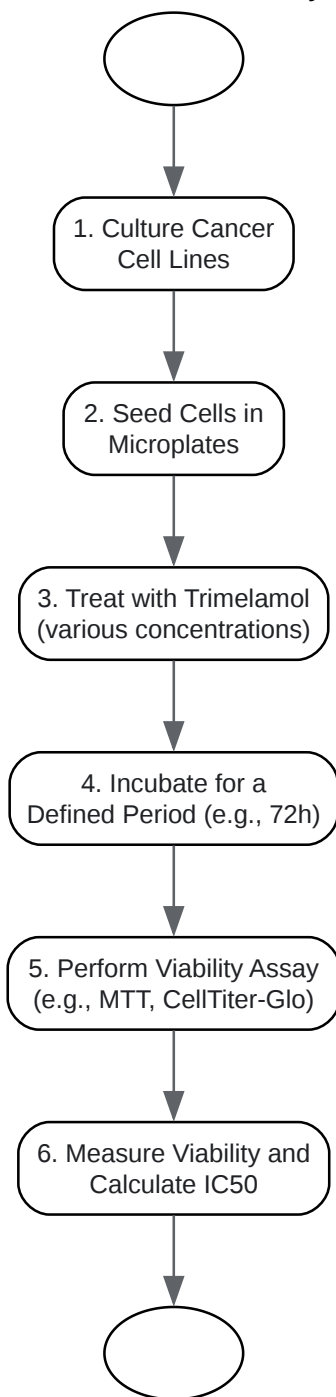 1. Culture Cancer
Cell Lines
2. Seed Cells in
Microplates
3. Treat with Trimelamol
(various concentrations)
4. Incubate for a
Defined Period (e.g., 72h)
5. Perform Viability Assay
(e.g., MTT, CellTiter-Glo)
6. Measure Viability and
Calculate IC50